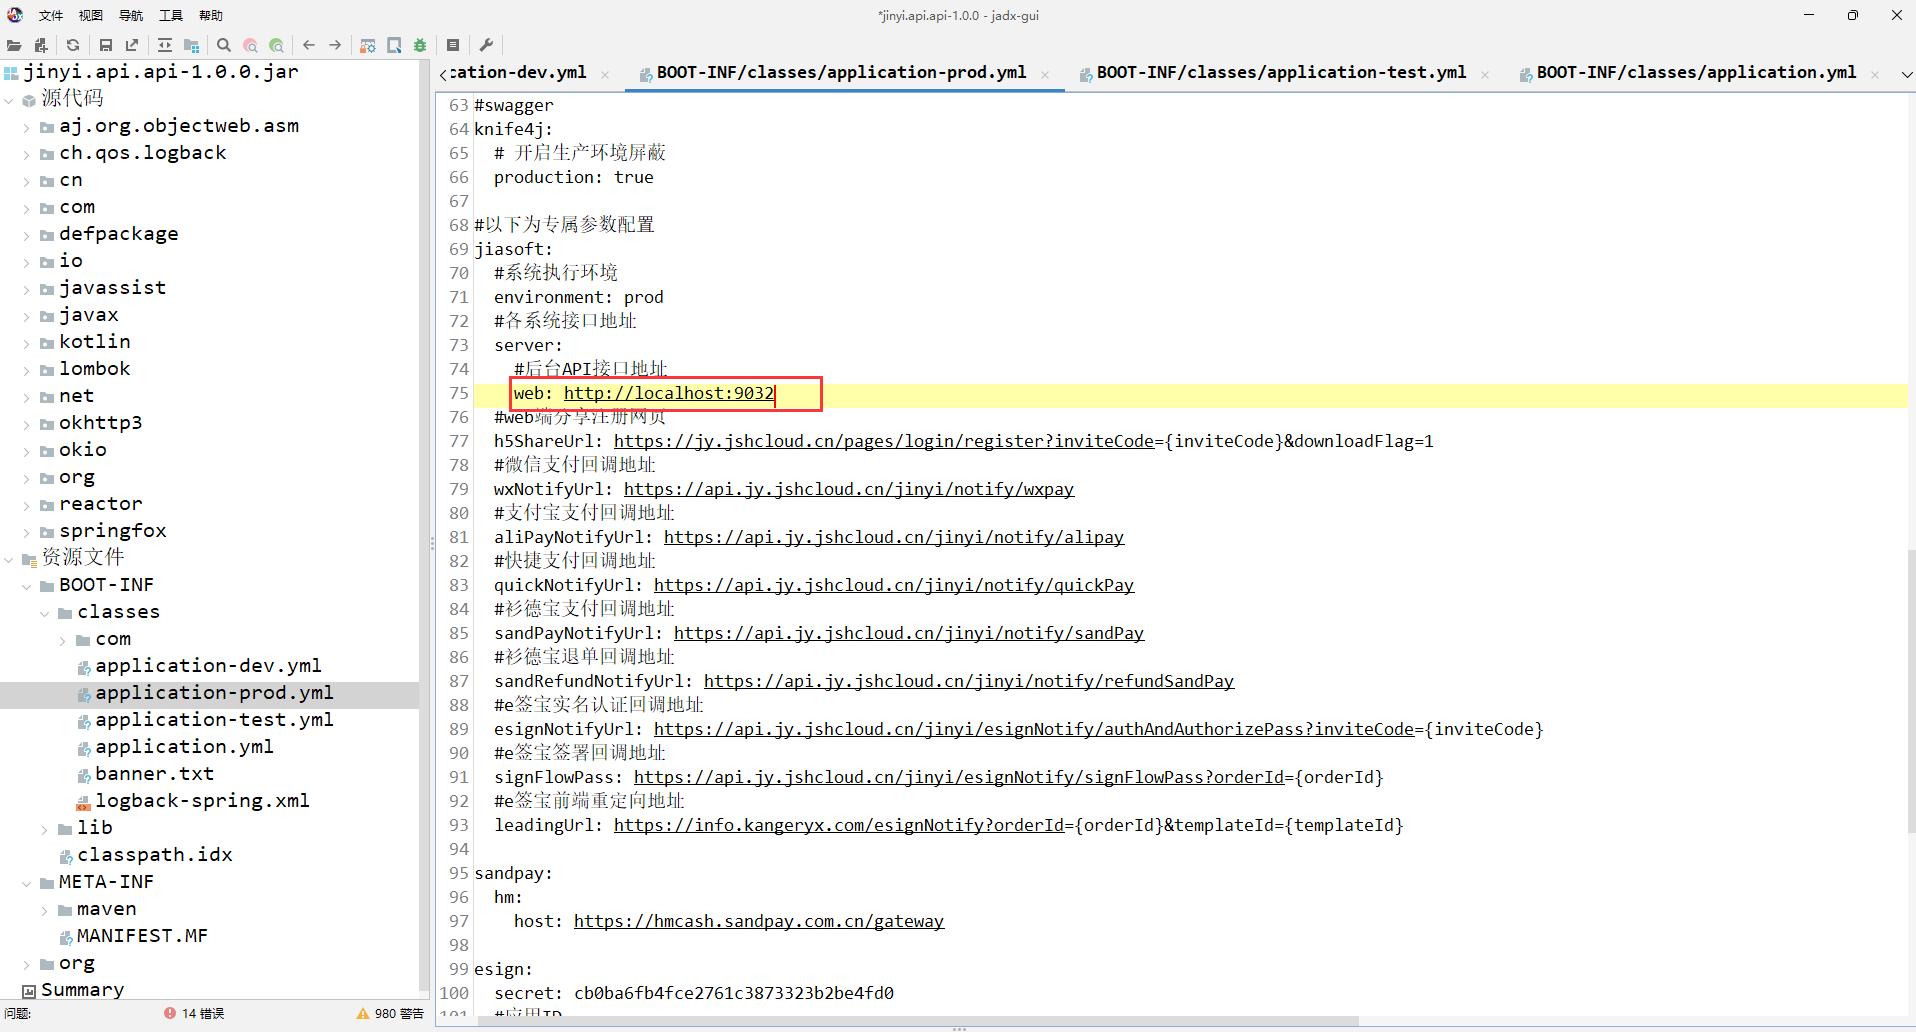 文件 视图 导航 工具 帮助
*jinyi.api.api-1.0.0 - jadx-gui
jinyi.api.api-1.0.0.jar
源代码
aj.org.objectweb.asm
ch.qos.logback
cn
com
defpackage
io
javassist
javax
kotlin
lombok
net
okhttp3
okio
org
reactor
springfox
资源文件
BOOT-INF
classes
com
application-dev.yml
application-prod.yml
application-test.yml
application.yml
banner.txt
logback-spring.xml
lib
classpath.idx
META-INF
maven
MANIFEST.MF
org
Summary
问题: 14 错误 980 警告
cation-dev.yml BOOT-INF/classes/application-prod.yml BOOT-INF/classes/application-test.yml BOOT-INF/classes/application.yml
63 #swagger
64 knife4j:
65 # 开启生产环境屏蔽
66 production: true
67
68 #以下为专属参数配置
69 jiasoft:
70 #系统执行环境
71 environment: prod
72 #各系统接口地址
73 server:
74 #后台API接口地址
75 web: http://localhost:9032
76 #web端分享注册网页
77 h5ShareUrl: https://jy.jshcloud.cn/pages/login/register?inviteCode={inviteCode}&downloadFlag=1
78 #微信支付回调地址
79 wxNotifyUrl: https://api.jy.jshcloud.cn/jinyi/notify/wxpay
80 #支付宝支付回调地址
81 aliPayNotifyUrl: https://api.jy.jshcloud.cn/jinyi/notify/alipay
82 #快捷支付回调地址
83 quickNotifyUrl: https://api.jy.jshcloud.cn/jinyi/notify/quickPay
84 #衫德宝支付回调地址
85 sandPayNotifyUrl: https://api.jy.jshcloud.cn/jinyi/notify/sandPay
86 #衫德宝退单回调地址
87 sandRefundNotifyUrl: https://api.jy.jshcloud.cn/jinyi/notify/refundSandPay
88 #e签宝实名认证回调地址
89 esignNotifyUrl: https://api.jy.jshcloud.cn/jinyi/esignNotify/authAndAuthorizePass?inviteCode={inviteCode}
90 #e签宝签署回调地址
91 signFlowPass: https://api.jy.jshcloud.cn/jinyi/esignNotify/signFlowPass?orderId={orderId}
92 #e签宝前端重定向地址
93 leadingUrl: https://info.kangeryx.com/esignNotify?orderId={orderId}&templateId={templateId}
94
95 sandpay:
96 hm:
97 host: https://hmcash.sandpay.com.cn/gateway
98
99 esign:
100 secret: cb0ba6fb4fce2761c3873323b2be4fd0
101 #应用ID